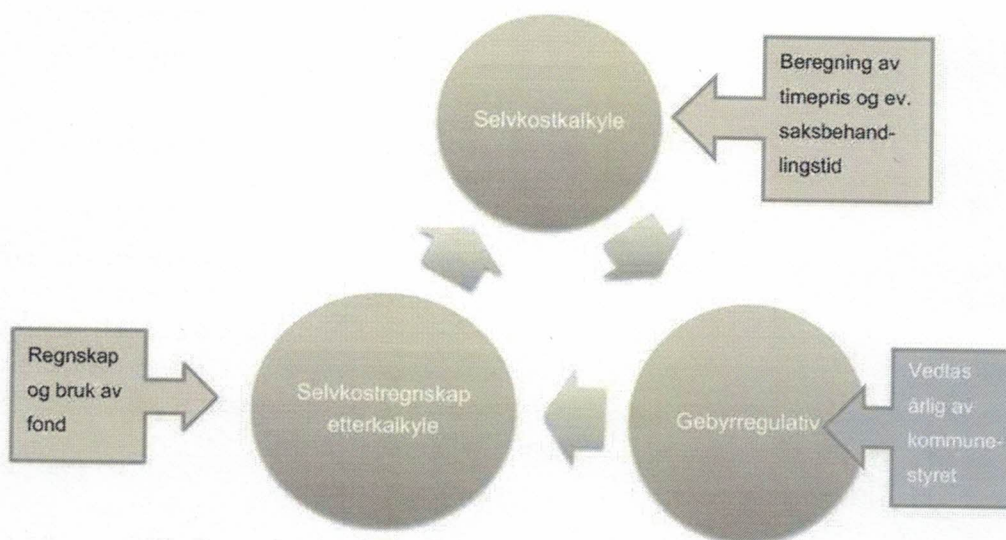 Selvkostkalkyle
Beregning av
timepris og ev.
saksbehand-
lingstid
Regnskap
og bruk av
fond
Selvkostregnskap
etterkalkyle
Gebyrregulativ
Vedtas
årlig av
kommune-
styret